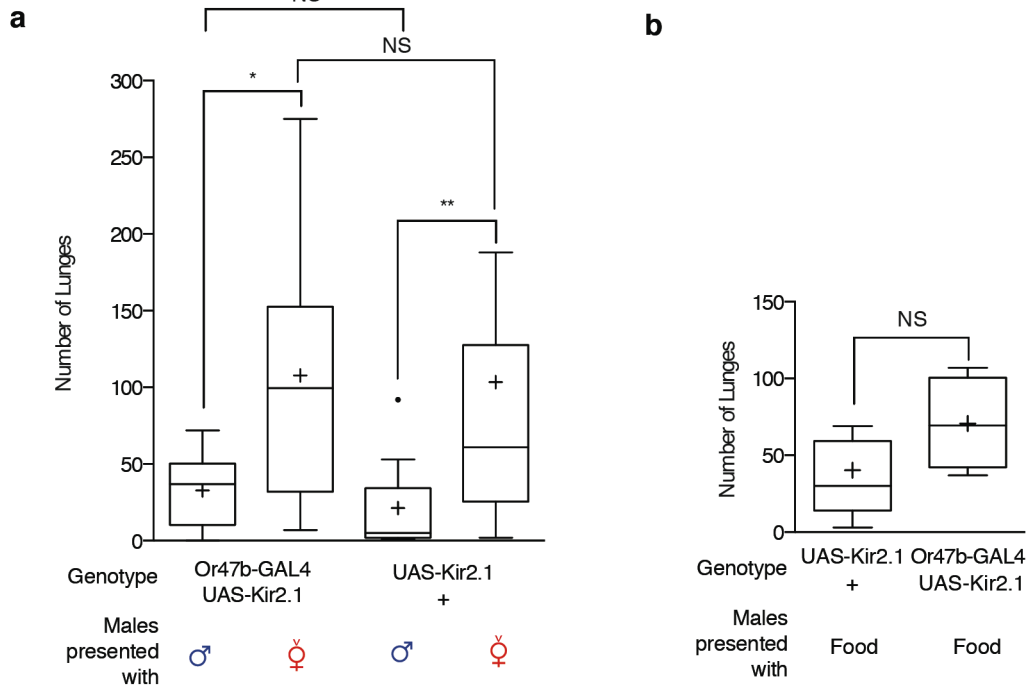 a
NS
NS
*
**
300
250
200
150
100
50
0
Number of Lunges
Genotype
Or47b-GAL4
UAS-Kir2.1
UAS-Kir2.1
+
Males
presented
with
♂
v
♀
♂
v
♀
b
NS
150
100
50
0
Number of Lunges
Genotype
UAS-Kir2.1
+
Or47b-GAL4
UAS-Kir2.1
Males
presented
with
Food
Food